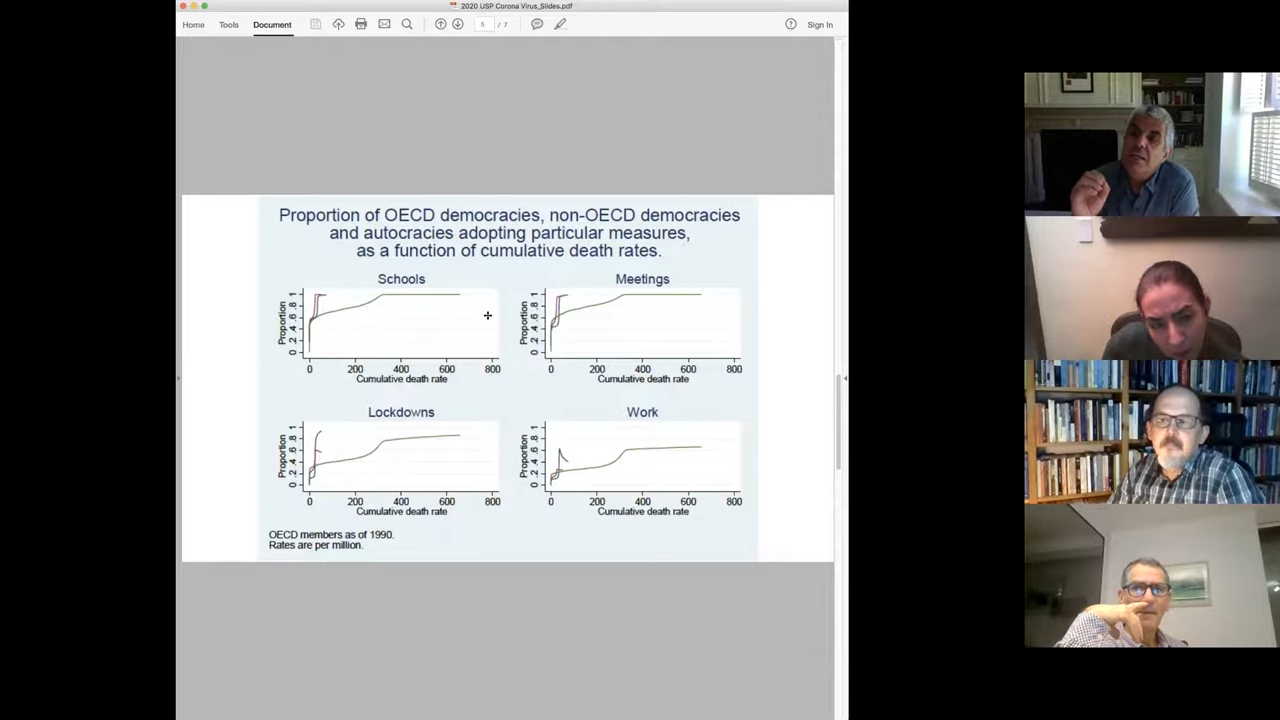 2020 USP Corona Virus_Slides.pdf
Home Tools Document 5 / 7 Sign In
Proportion of OECD democracies, non-OECD democracies
and autocracies adopting particular measures,
as a function of cumulative death rates.
Schools
Proportion
0 .2 .4 .6 .8 1
0 200 400 600 800
Cumulative death rate
Meetings
Proportion
0 .2 .4 .6 .8 1
0 200 400 600 800
Cumulative death rate
Lockdowns
Proportion
0 .2 .4 .6 .8 1
0 200 400 600 800
Cumulative death rate
Work
Proportion
0 .2 .4 .6 .8 1
0 200 400 600 800
Cumulative death rate
OECD members as of 1990.
Rates are per million.